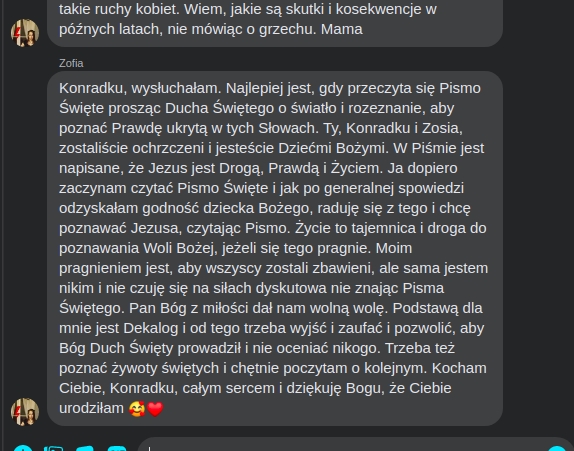 takie ruchy kobiet. Wiem, jakie są skutki i kosekwencje w
późnych latach, nie mówiąc o grzechu. Mama
Zofia
Konradku, wysłuchałam. Najlepiej jest, gdy przeczyta się Pismo
Święte prosząc Ducha Świętego o światło i rozeznanie, aby
poznać Prawdę ukrytą w tych Słowach. Ty, Konradku i Zosia,
zostaliście ochrzczeni i jesteście Dziećmi Bożymi. W Piśmie jest
napisane, że Jezus jest Drogą, Prawdą i Życiem. Ja dopiero
zaczynam czytać Pismo Święte i jak po generalnej spowiedzi
odzyskałam godność dziecka Bożego, raduję się z tego i chcę
poznawać Jezusa, czytając Pismo. Życie to tajemnica i droga do
poznawania Woli Bożej, jeżeli się tego pragnie. Moim
pragnieniem jest, aby wszyscy zostali zbawieni, ale sama jestem
nikim i nie czuję się na siłach dyskutowa nie znając Pisma
Świętego. Pan Bóg z miłości dał nam wolną wolę. Podstawą dla
mnie jest Dekalog i od tego trzeba wyjść i zaufać i pozwolić, aby
Bóg Duch Święty prowadził i nie oceniać nikogo. Trzeba też
poznać żywoty świętych i chętnie poczytam o kolejnym. Kocham
Ciebie, Konradku, całym sercem i dziękuję Bogu, że Ciebie
urodziłam 🥰❤️